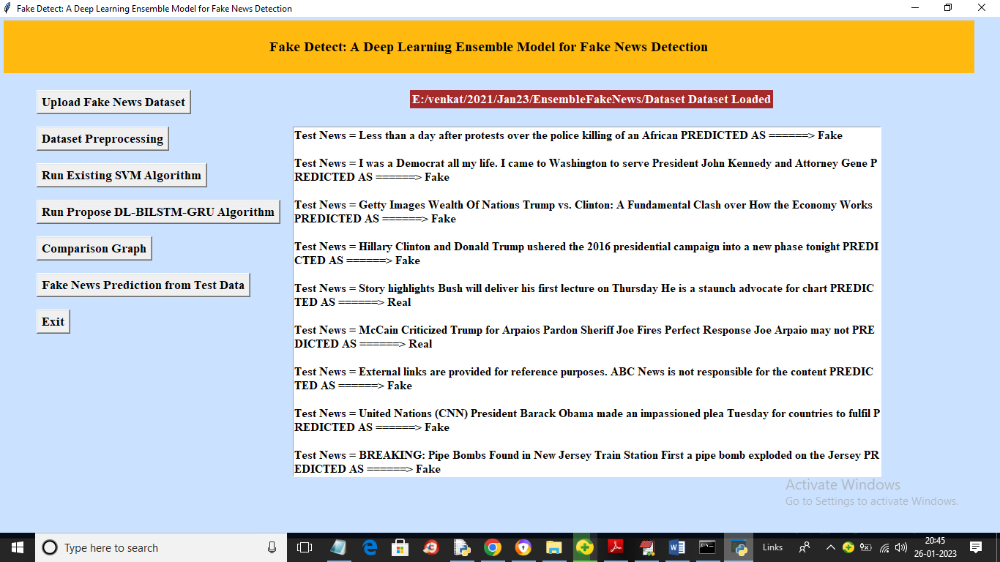 Fake Detect: A Deep Learning Ensemble Model for Fake News Detection
Fake Detect: A Deep Learning Ensemble Model for Fake News Detection
Upload Fake News Dataset
E:/venkat/2021/Jan23/EnsembleFakeNews/Dataset Dataset Loaded
Dataset Preprocessing
Run Existing SVM Algorithm
Run Propose DL-BILSTM-GRU Algorithm
Comparison Graph
Fake News Prediction from Test Data
Exit
Test News = Less than a day after protests over the police killing of an African PREDICTED AS ======> Fake
Test News = I was a Democrat all my life. I came to Washington to serve President John Kennedy and Attorney Gene P
REDICTED AS ======> Fake
Test News = Getty Images Wealth Of Nations Trump vs. Clinton: A Fundamental Clash over How the Economy Works
PREDICTED AS ======> Fake
Test News = Hillary Clinton and Donald Trump ushered the 2016 presidential campaign into a new phase tonight PREDI
CTED AS ======> Fake
Test News = Story highlights Bush will deliver his first lecture on Thursday He is a staunch advocate for chart PREDIC
TED AS ======> Real
Test News = McCain Criticized Trump for Arpaios Pardon Sheriff Joe Fires Perfect Response Joe Arpaio may not PRE
DICTED AS ======> Real
Test News = External links are provided for reference purposes. ABC News is not responsible for the content PREDIC
TED AS ======> Fake
Test News = United Nations (CNN) President Barack Obama made an impassioned plea Tuesday for countries to fulfil P
REDICTED AS ======> Fake
Test News = BREAKING: Pipe Bombs Found in New Jersey Train Station First a pipe bomb exploded on the Jersey PR
EDICTED AS ======> Fake
Activate Windows
Go to Settings to activate Windows.
Type here to search
Links
20:45
26-01-2023